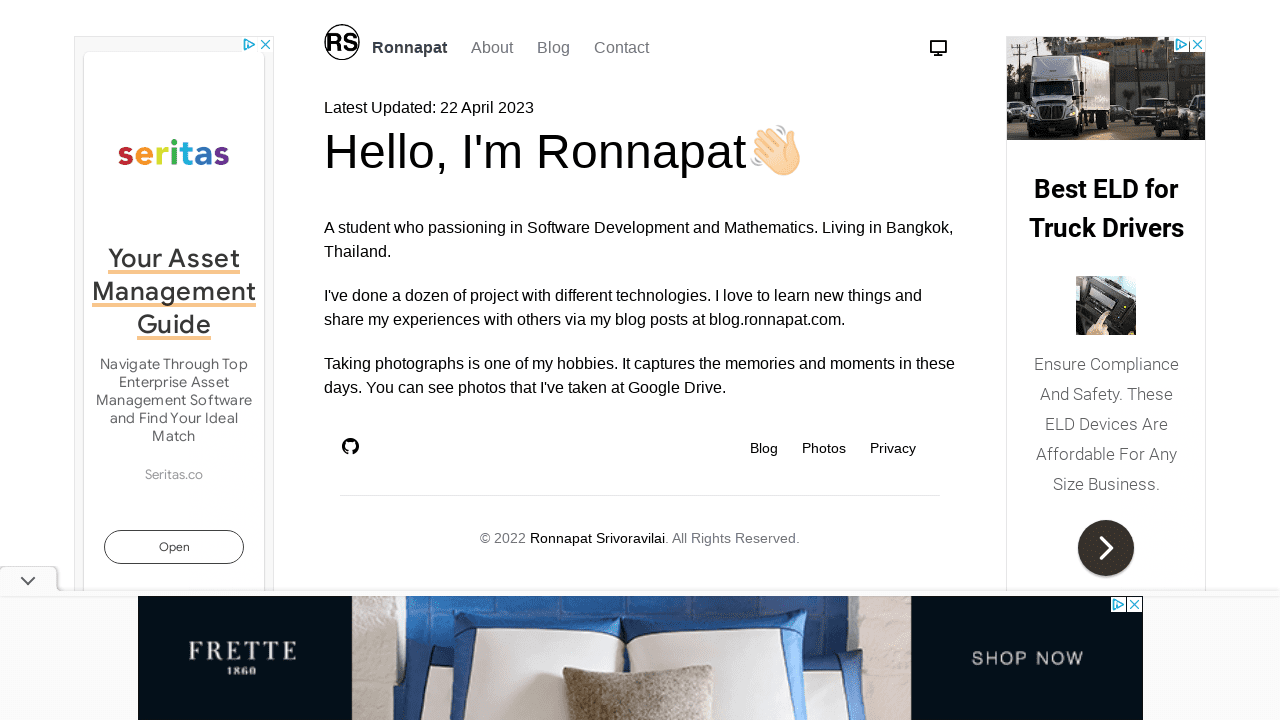 RS
Ronnapat About Blog Contact
Latest Updated: 22 April 2023
Hello, I'm Ronnapat👋🏻
A student who passioning in Software Development and Mathematics. Living in Bangkok,
Thailand.
I've done a dozen of project with different technologies. I love to learn new things and
share my experiences with others via my blog posts at blog.ronnapat.com.
Taking photographs is one of my hobbies. It captures the memories and moments in these
days. You can see photos that I've taken at Google Drive.
Blog Photos Privacy
© 2022 Ronnapat Srivoravilai. All Rights Reserved.
seritas
Your Asset
Management
Guide
Navigate Through Top
Enterprise Asset
Management Software
and Find Your Ideal
Match
Seritas.co
Open
Best ELD for
Truck Drivers
Ensure Compliance
And Safety. These
ELD Devices Are
Affordable For Any
Size Business.
FRETTE
1860
SHOP NOW